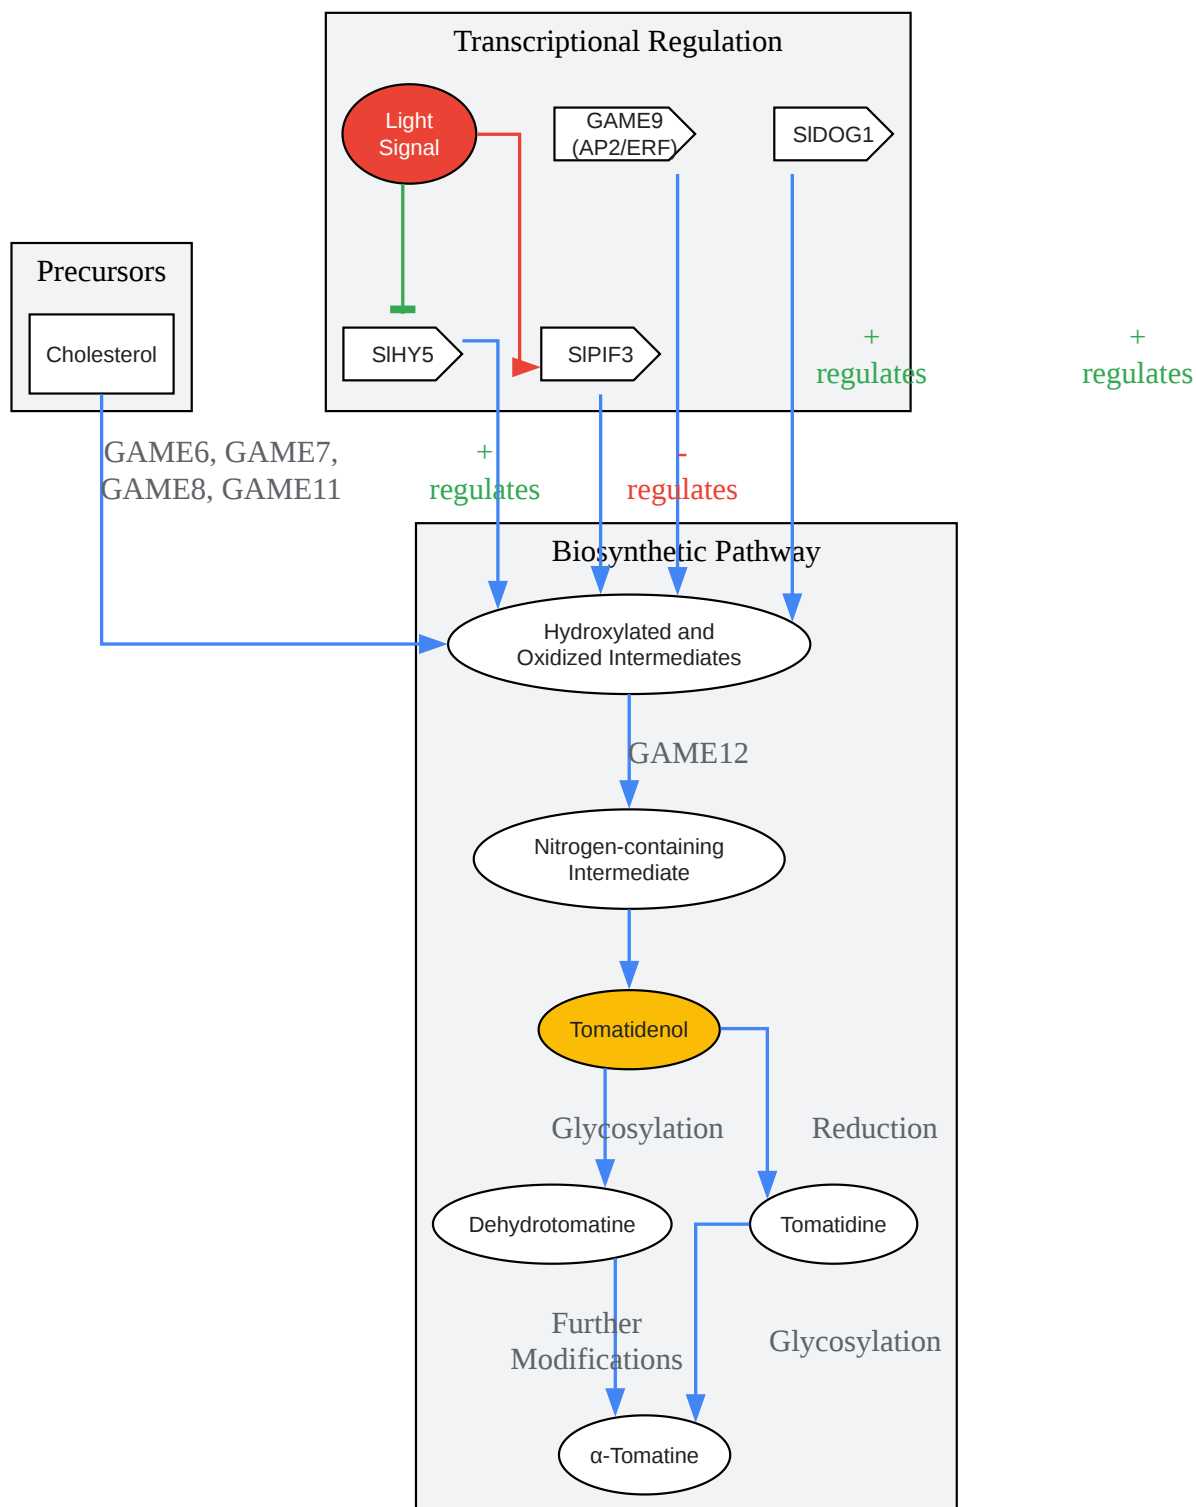 Transcriptional Regulation
Light
Signal
GAME9
(AP2/ERF)
SlDOG1
Precursors
Cholesterol
SlHY5
SlPIF3
+
regulates
+
regulates
GAME6, GAME7,
GAME8, GAME11
+
regulates
-
regulates
Biosynthetic Pathway
Hydroxylated and
Oxidized Intermediates
GAME12
Nitrogen-containing
Intermediate
Tomatidenol
Glycosylation
Reduction
Dehydrotomatine
Tomatidine
Further
Modifications
Glycosylation
α-Tomatine